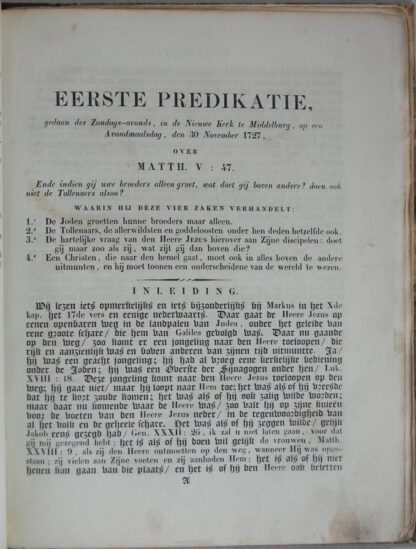 EERSTE PREDIKATIE,
gedaan des Zondags-avonds, in de Nieuwe Kerk te Middelburg, op een
Avondmaalsdag, den 30 November 1727,
OVER
MATTH. V : 47.
Ende indien gij uwe broeders alleen groet, wat doet gij boven andere? doen ook
niet de Tollenaers alsoo?
WAARIN HIJ DEZE VIER ZAKEN VERHANDELT:
1.° De Joden groetten hunne broeders maar alleen.
2.° De Tollenaars, de allerwildsten en goddeloosten onder hen deden hetzelfde ook.
3.° De hartelijke vraag van den Heere JEZUS hierover aan Zijne discipelen: doet
gij maar zoo als zij, wat zijt gij dan boven die?
4.° Een Christen, die naar den hemel gaat, moet ook in alles boven de andere
uitmunten, en hij moet toonen een onderscheidene van de wereld te wezen.
INLEIDING.
Wij lezen iets opmerkelijks en iets bijzonderlijks bij Markus in het Xde
kap. het 17de vers en eenige nederwaarts. Daar gaat de Heere Jezus op
eenen openbaren weg in de landpalen van Judea, onder het geleide van
eene groote schare/ die hem van Galilea gevolgd was. Daar nu gaande
op den weg/ zoo komt er een jongeling naar den Heere toeloopen/ die
rijk en aanzienlijk was en boven anderen van zijnen tijd uitmuntte. Ja/
hij was een geacht jongeling; hij had al vroeg eene kerkelijke bediening
onder de Joden; hij was een Overste der Synagogen onder hen/ Luk.
XVIII : 18. Deze jongeling komt naar den Heere Jezus toeloopen op den
weg; hij gaat niet/ maar hij loopt naar Hem toe; het was als of hij vreesde
dat hij te kort zoude komen; het was als of hij ook zalig wilde worden;
maar daar nu komende waar de Heere was/ zoo valt hij op zijne knieën
voor de voeten van den Heere Jezus neder/ in de tegenwoordigheid van
al het volk en de geheele schare. Het was als of hij zeggen wilde/ gelijk
Jakob eens gezegd had/ Gen. XXXII : 26, ik zal u niet laten gaan, voor dat
gij mij gezegend hebt; het is als of hij doen wil gelijk de vrouwen, Matth.
XXVIII : 9, als zij den Heere ontmoetten op den weg, wanneer Hij was opge-
staan; zij vielen aan Zijne voeten en zij aanbaden Hem; het is als of hij niet
henen kan gaan van die plaats/ en het is of hij den Heere ook beletten
A